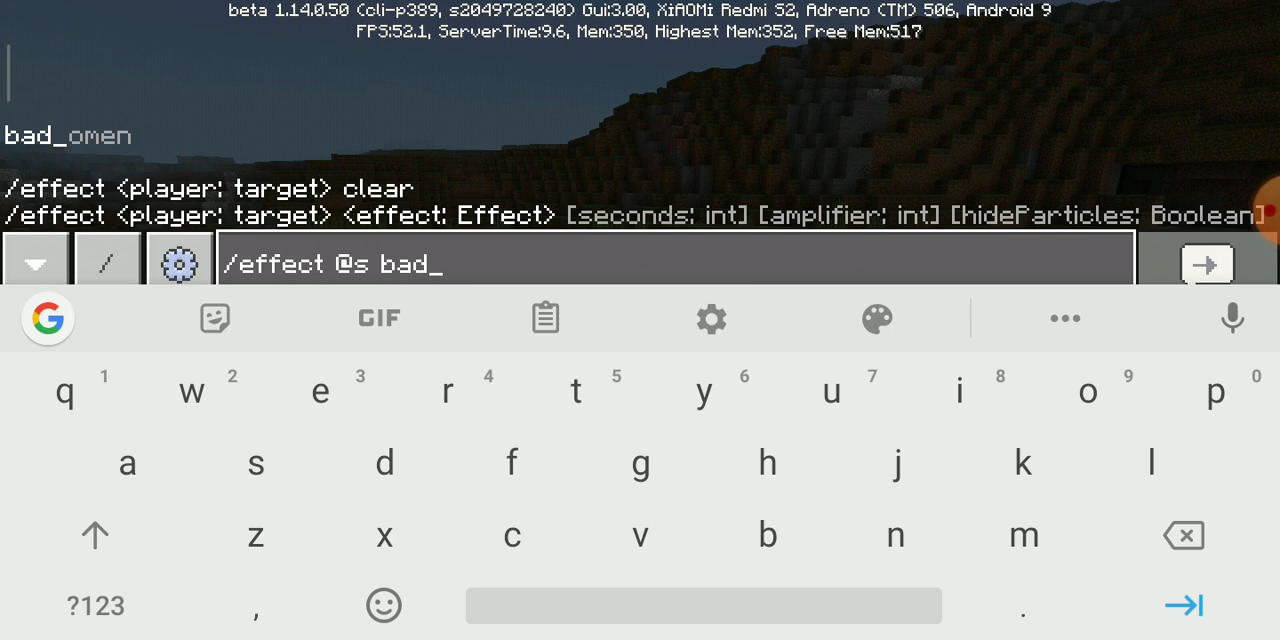 beta 1.14.0.50 (cli-p389, s2049728240) Gui:3.00, XiAOMi Redmi S2, Adreno (TM) 506, Android 9
FPS:52.1, ServerTime:9.6, Mem:350, Highest Mem:352, Free Mem:517
bad_omen
/effect <player: target> clear
/effect <player: target> <effect: Effect> [seconds: int] [amplifier: int] [hideParticles: Boolean]
/ /effect @s bad_
G GIF
q 1 w 2 e 3 r 4 t 5 y 6 u 7 i 8 o 9 p 0
a s d f g h j k l
z x c v b n m
?123 , .